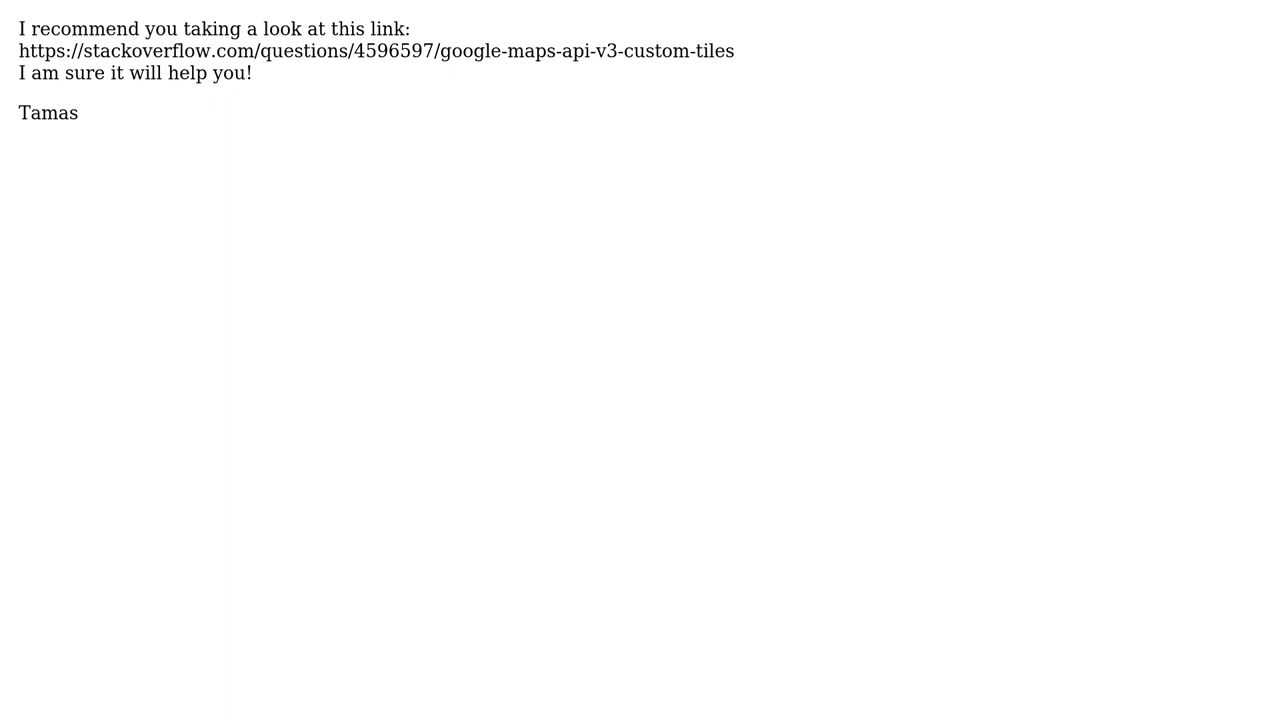 I recommend you taking a look at this link:
https://stackoverflow.com/questions/4596597/google-maps-api-v3-custom-tiles
I am sure it will help you!
Tamas